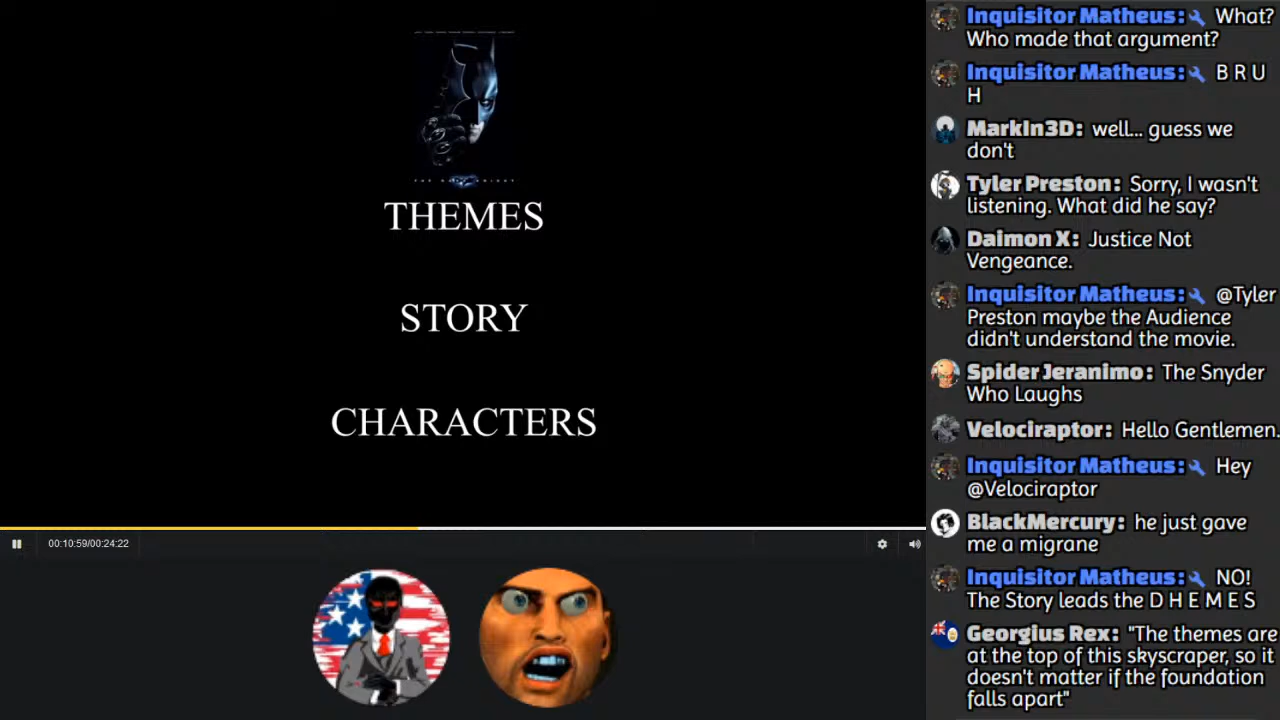 THE DARK KNIGHT
THEMES
STORY
CHARACTERS
00:10:59/00:24:22
Inquisitor Matheus: What?
Who made that argument?
Inquisitor Matheus: B R U
H
MarkIn3D: well... guess we
don't
Tyler Preston: Sorry, I wasn't
listening. What did he say?
Daimon X: Justice Not
Vengeance.
Inquisitor Matheus: @Tyler
Preston maybe the Audience
didn't understand the movie.
Spider Jeranimo: The Snyder
Who Laughs
Velociraptor: Hello Gentlemen.
Inquisitor Matheus: Hey
@Velociraptor
BlackMercury: he just gave
me a migrane
Inquisitor Matheus: NO!
The Story leads the D H E M E S
Georgius Rex: "The themes are
at the top of this skyscraper, so it
doesn't matter if the foundation
falls apart"